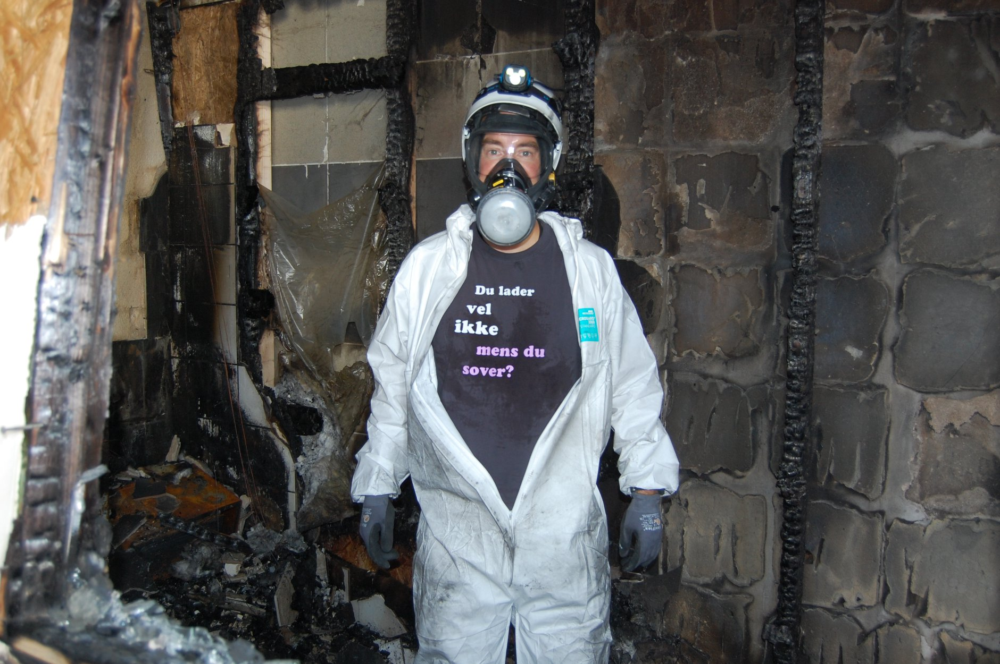 Du lader
vel
ikke
mens du
sover?